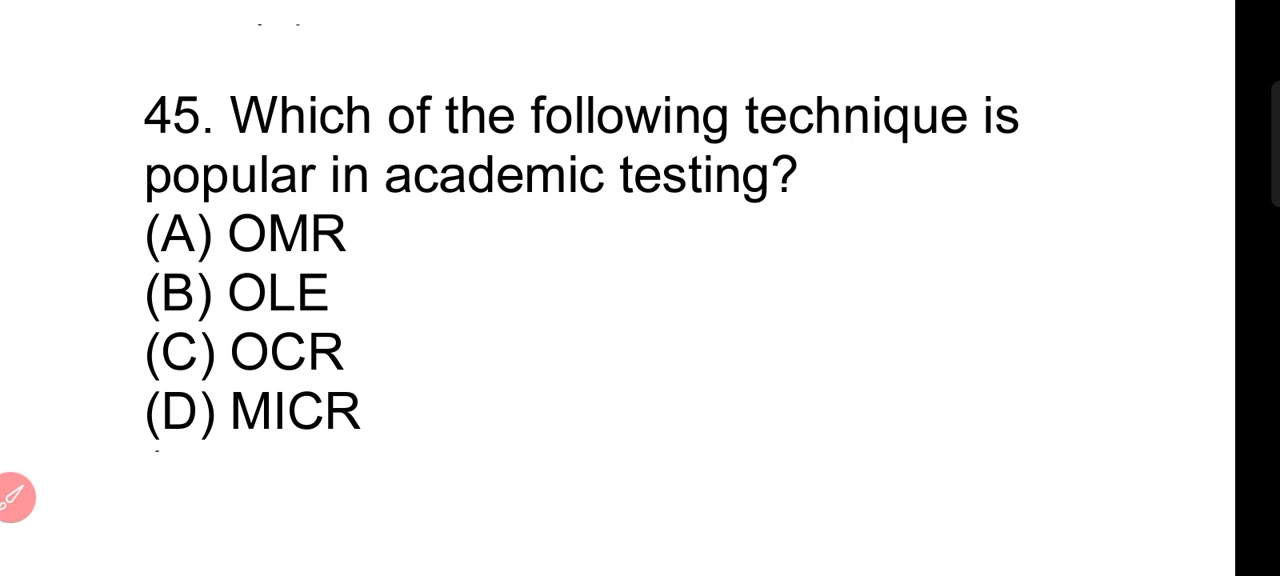 45. Which of the following technique is
popular in academic testing?
(A) OMR
(B) OLE
(C) OCR
(D) MICR